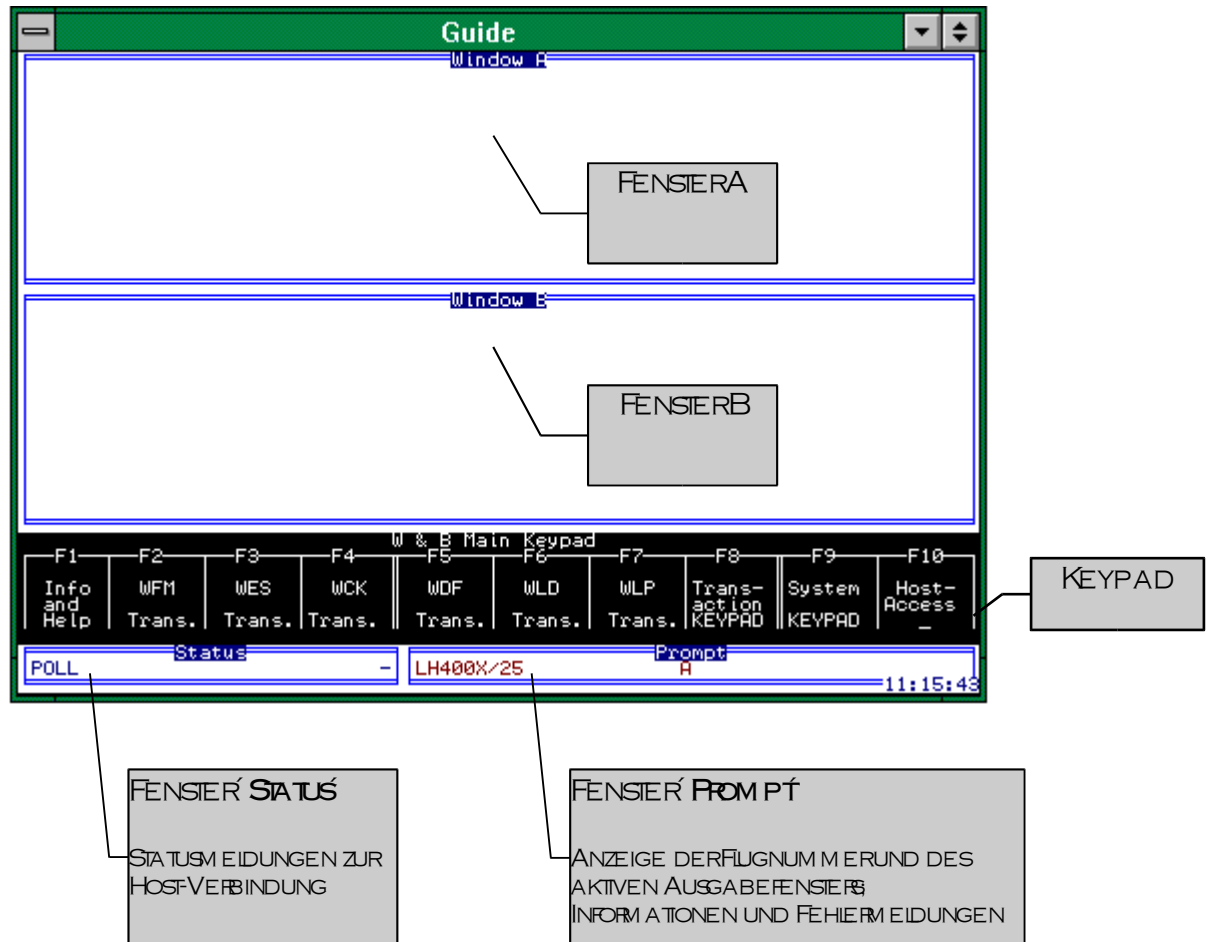 Guide
Window A
FENSTER A
Window B
FENSTER B
W & B Main Keypad
F1 F2 F3 F4 F5 F6 F7 F8 F9 F10
Info and Help
WFM Trans.
WES Trans.
WCK Trans.
WDF Trans.
WLD Trans.
WLP Trans.
Trans-action KEYPAD
System KEYPAD
Host-Access
KEYPAD
Status
POLL -
Prompt
LH400X/25 A
11:15:43
FENSTER ´STATUS´
STATUSMELDUNGEN ZUR
HOST-VERBINDUNG
FENSTER ´PROMPT´
ANZEIGE DER FLUGNUMMER UND DES
AKTIVEN AUSGABEFENSTERS;
INFORMATIONEN UND FEHLERMELDUNGEN